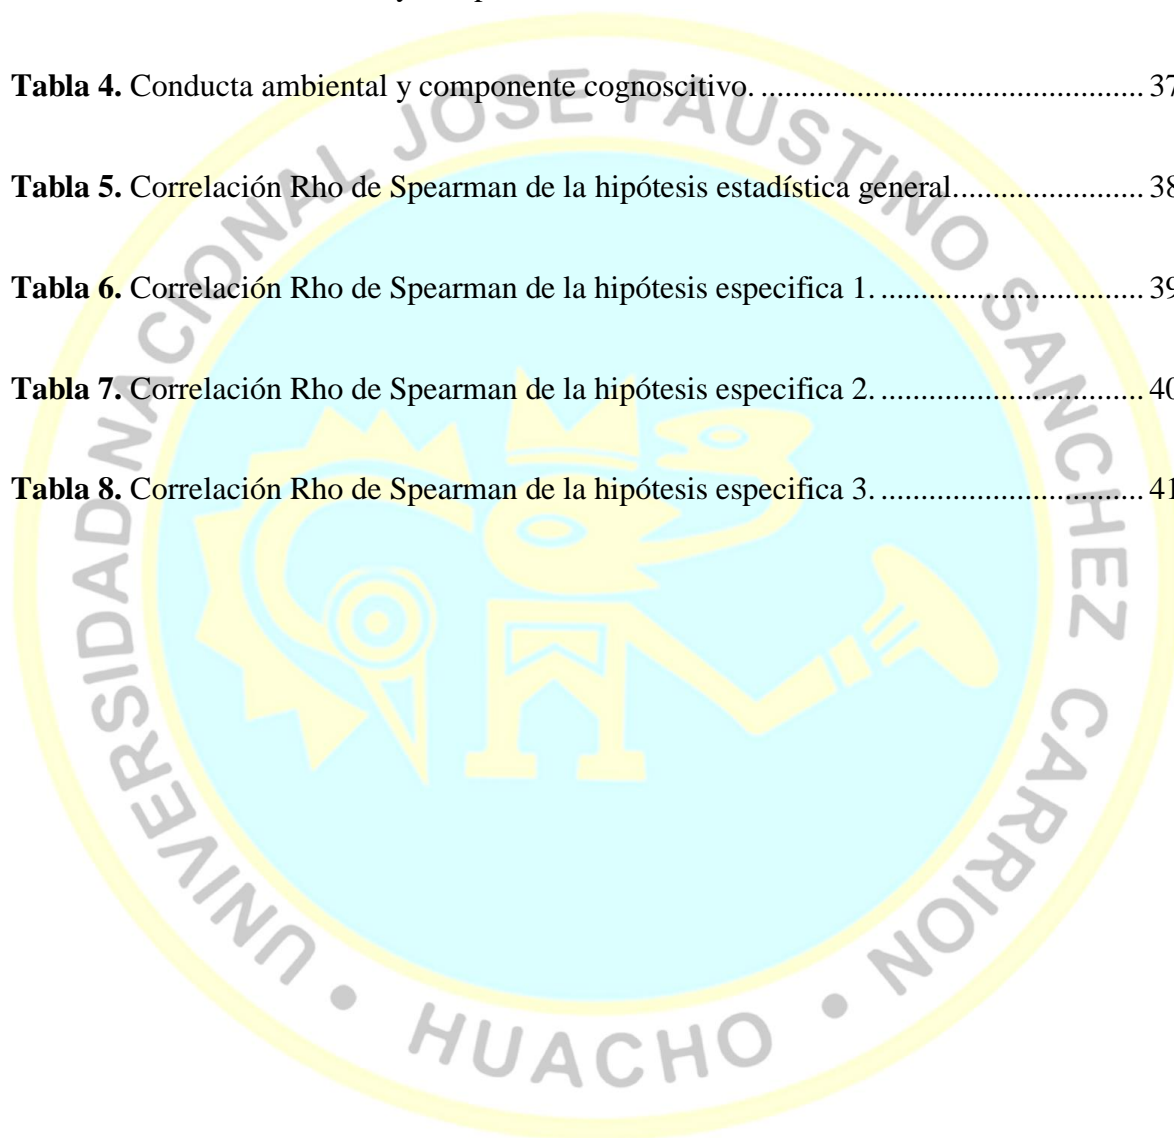 Tabla 4. Conducta ambiental y componente cognoscitivo. ................................................ 37
Tabla 5. Correlación Rho de Spearman de la hipótesis estadística general........................ 38
Tabla 6. Correlación Rho de Spearman de la hipótesis especifica 1. ................................. 39
Tabla 7. Correlación Rho de Spearman de la hipótesis especifica 2. ................................. 40
Tabla 8. Correlación Rho de Spearman de la hipótesis especifica 3. ................................. 41
UNIVERSIDAD NACIONAL JOSE FAUSTINO SANCHEZ CARRION • HUACHO •